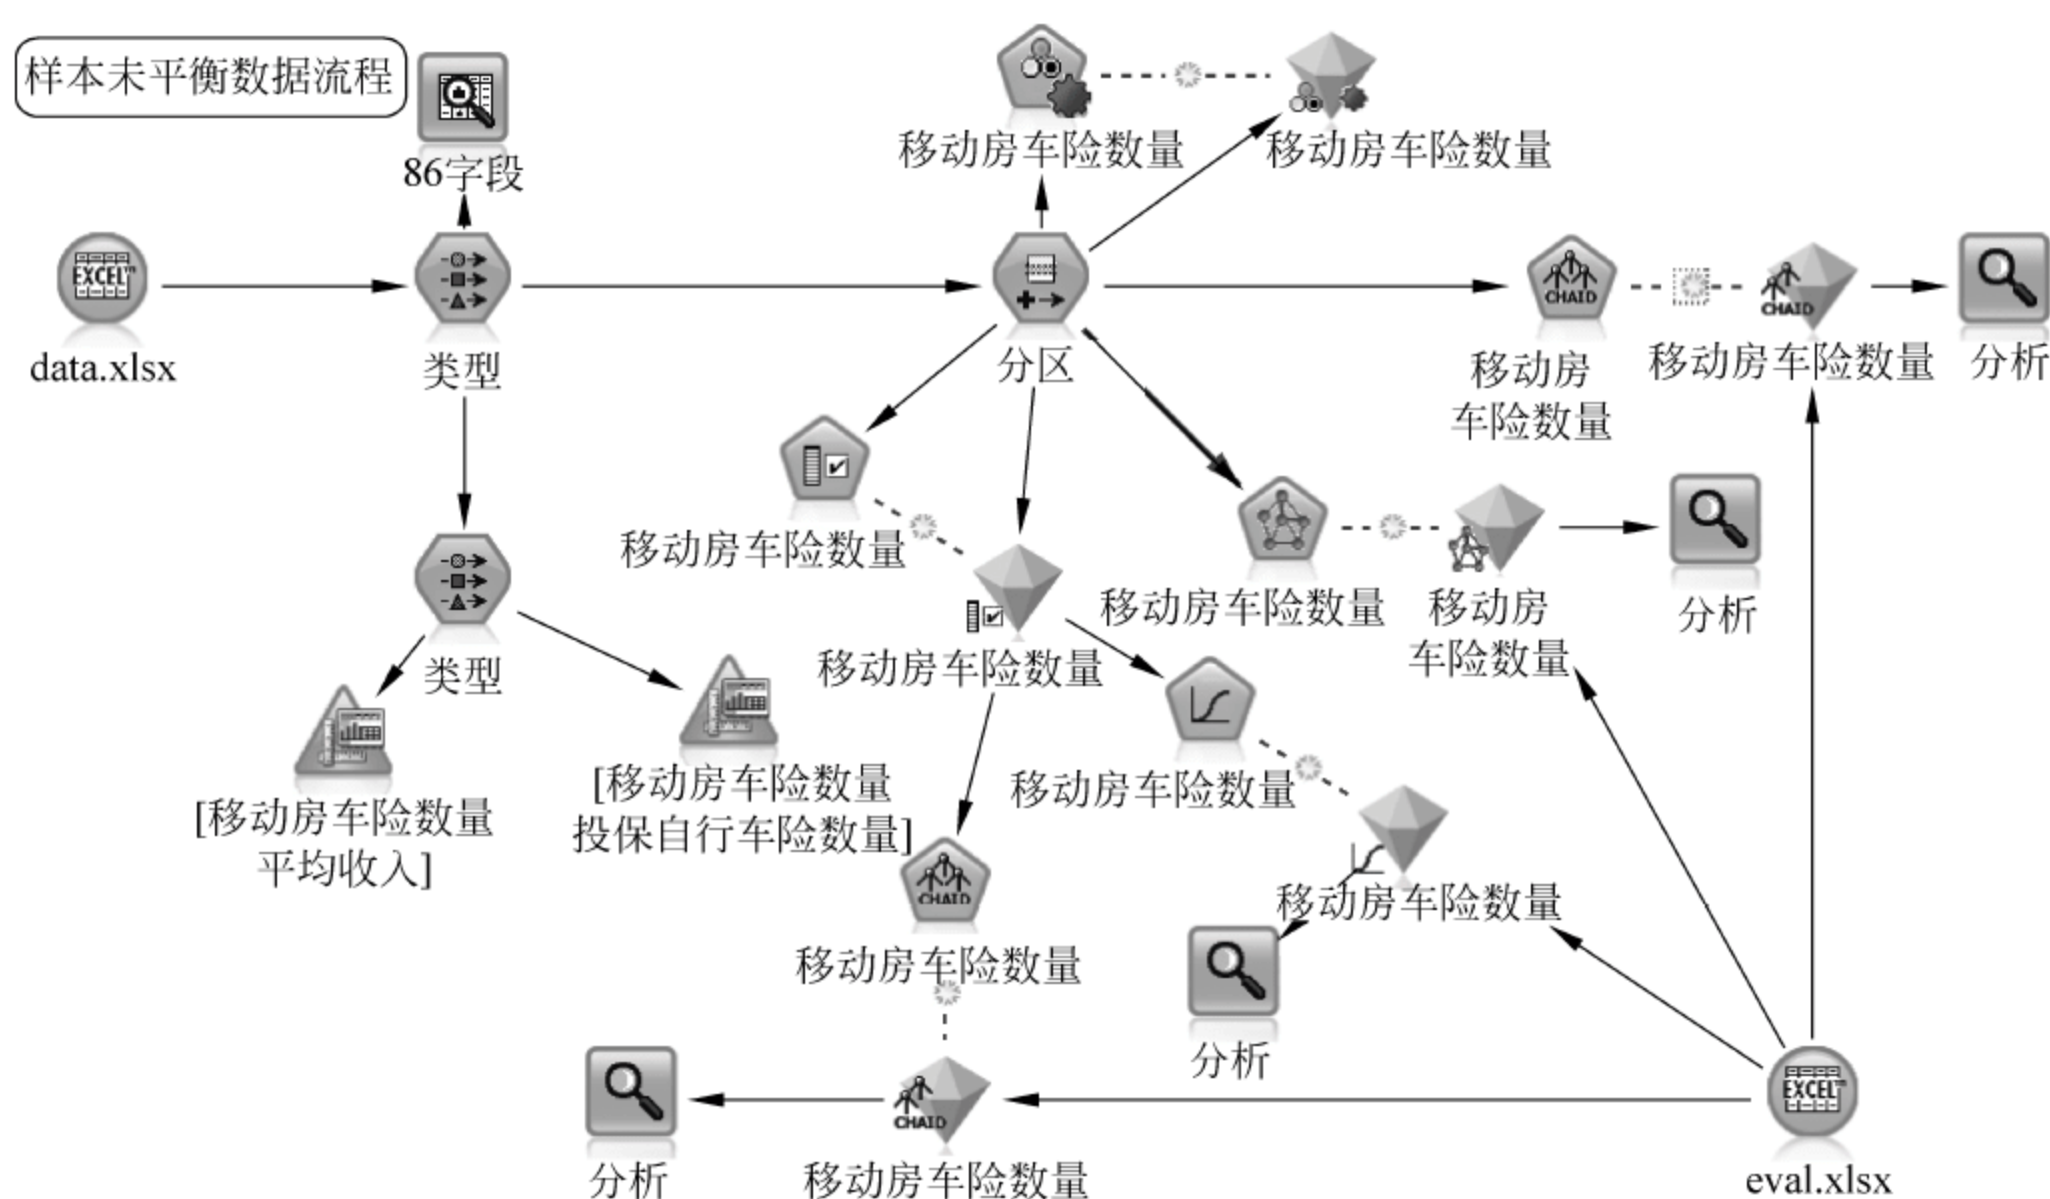 样本未平衡数据流程
86字段
移动房车险数量
移动房车险数量
EXCEL
data.xlsx
类型
分区
CHAID
移动房
车险数量
CHAID
移动房车险数量
分析
移动房车险数量
移动房车险数量
移动房车险数量
移动房
车险数量
分析
类型
[移动房车险数量
平均收入]
[移动房车险数量
投保自行车险数量]
移动房车险数量
移动房车险数量
CHAID
移动房车险数量
分析
CHAID
移动房车险数量
分析
EXCEL
eval.xlsx